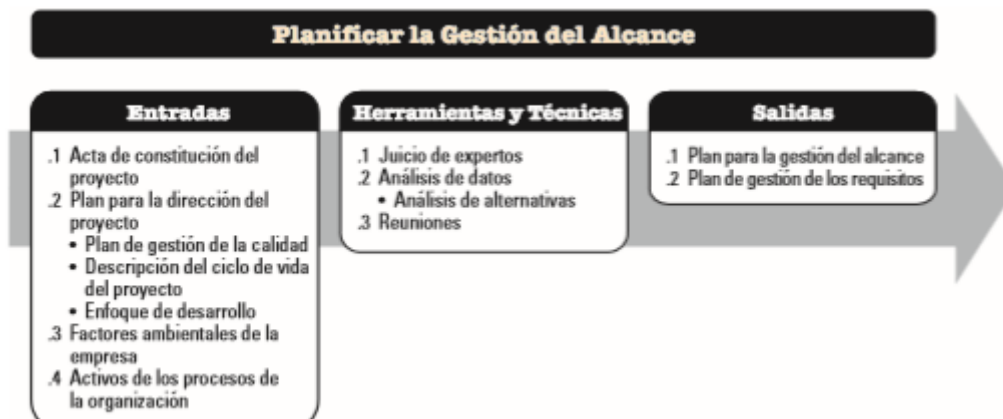 Planificar la Gestión del Alcance
Entradas
.1 Acta de constitución del
proyecto
.2 Plan para la dirección del
proyecto
• Plan de gestión de la calidad
• Descripción del ciclo de vida
del proyecto
• Enfoque de desarrollo
.3 Factores ambientales de la
empresa
.4 Activos de los procesos de
la organización
Herramientas y Técnicas
.1 Juicio de expertos
.2 Análisis de datos
• Análisis de alternativas
.3 Reuniones
Salidas
.1 Plan para la gestión del alcance
.2 Plan de gestión de los requisitos